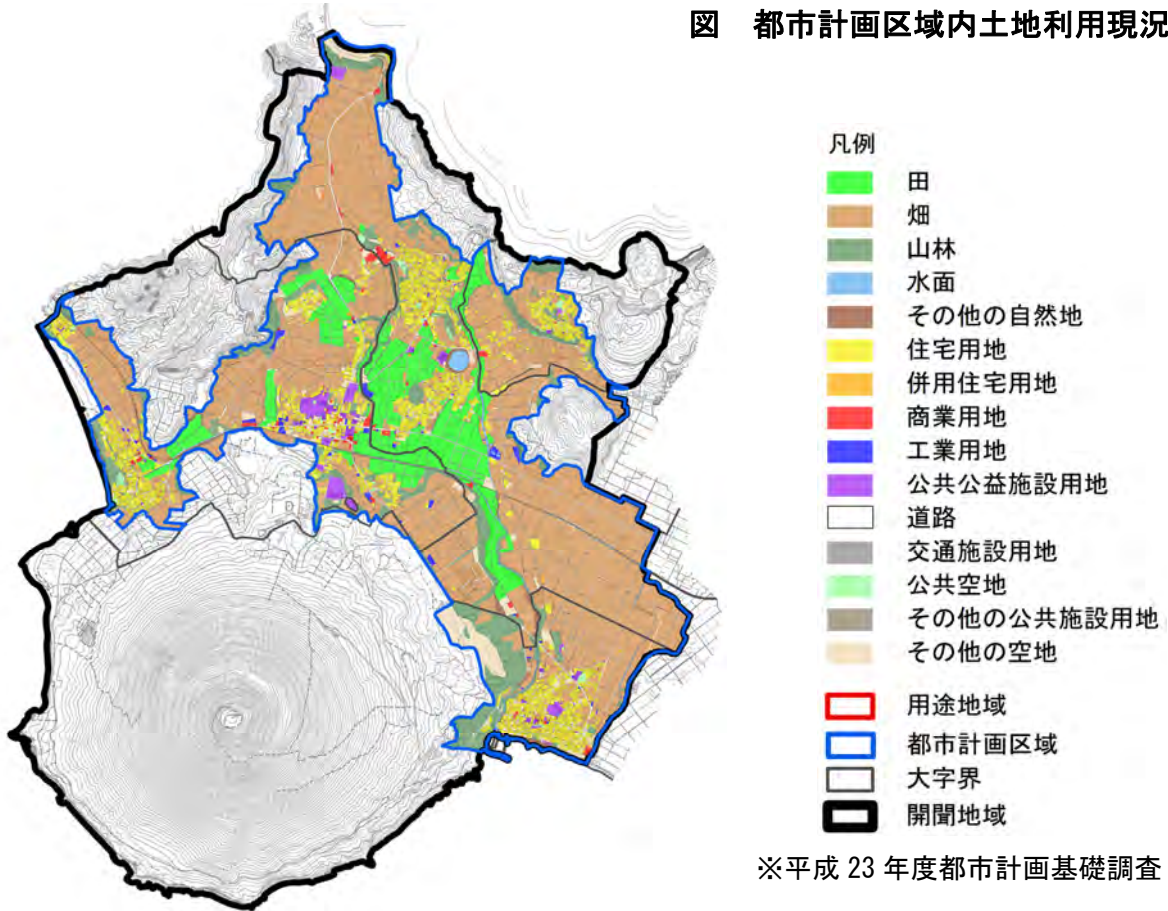 図 都市計画区域内土地利用現況
凡例
田
畑
山林
水面
その他の自然地
住宅用地
併用住宅用地
商業用地
工業用地
公共公益施設用地
道路
交通施設用地
公共空地
その他の公共施設用地
その他の空地
用途地域
都市計画区域
大字界
開聞地域
※平成 23 年度都市計画基礎調査